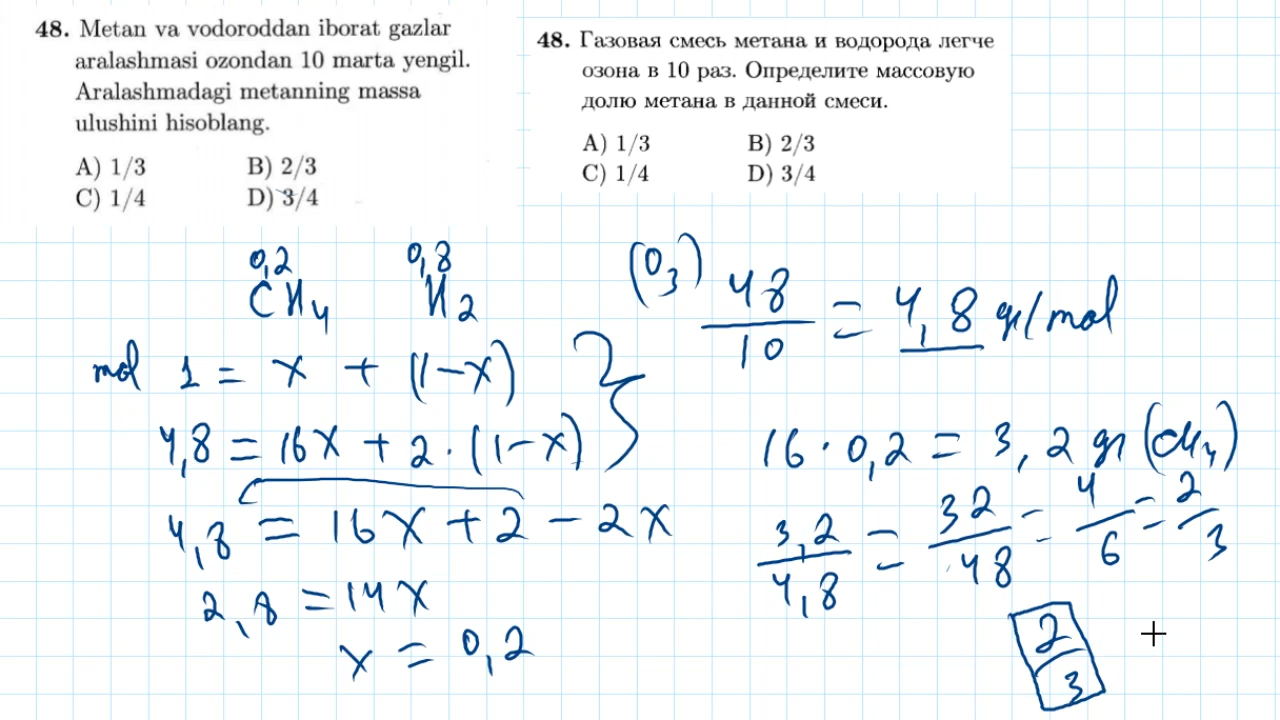 48. Metan va vodoroddan iborat gazlar
aralashmasi ozondan 10 marta yengil.
Aralashmadagi metanning massa
ulushini hisoblang.
A) 1/3 B) 2/3
C) 1/4 D) 3/4
48. Газовая смесь метана и водорода легче
озона в 10 раз. Определите массовую
долю метана в данной смеси.
A) 1/3 B) 2/3
C) 1/4 D) 3/4
0,2 0,8
CH4 H2
mol 1 = x + (1-x)
4,8 = 16x + 2 · (1-x)
4,8 = 16x + 2 - 2x
2,8 = 14x
x = 0,2
(O3) 48/10 = 4,8 gr/mol
16 · 0,2 = 3,2 gr (CH4)
3,2/4,8 = 32/48 = 4/6 = 2/3
2/3